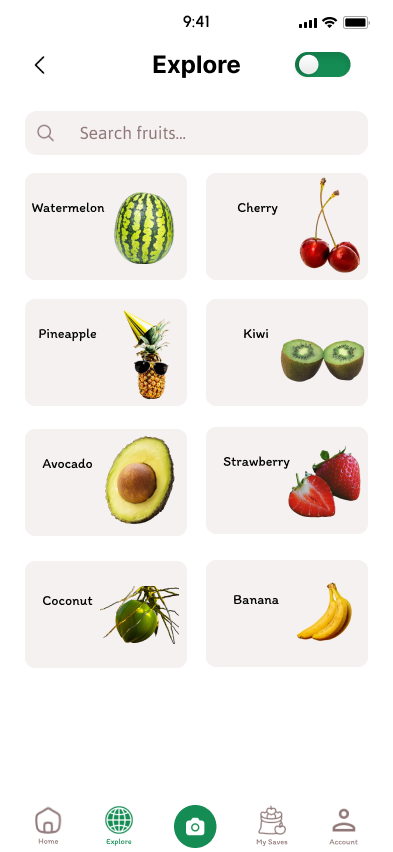 9:41
Explore
Search fruits...
Watermelon
Cherry
Pineapple
Kiwi
Avocado
Strawberry
Coconut
Banana
Home
Explore
My Saves
Account